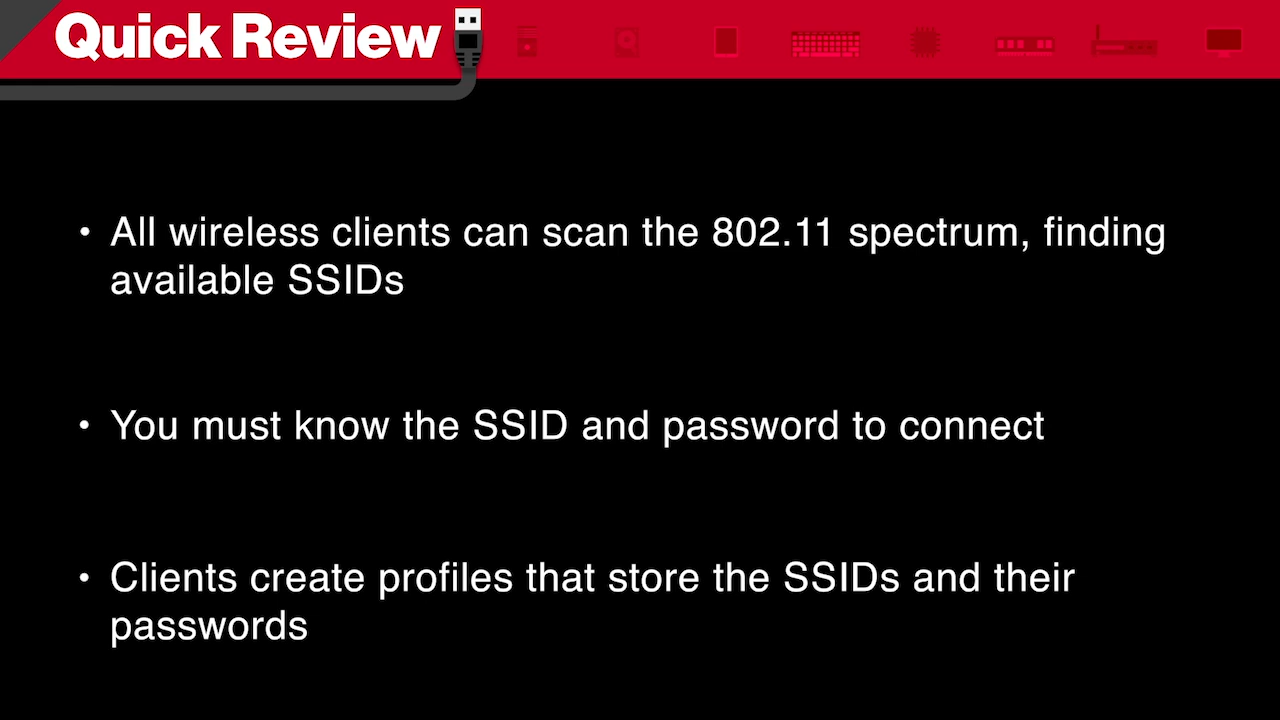 Quick Review
• All wireless clients can scan the 802.11 spectrum, finding
available SSIDs
• You must know the SSID and password to connect
• Clients create profiles that store the SSIDs and their
passwords